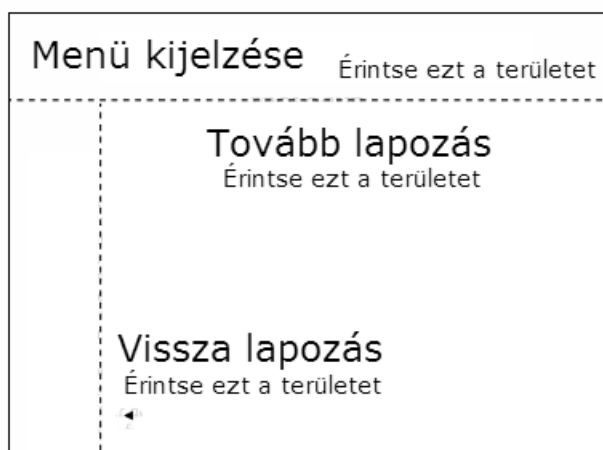 Menü kijelzése
Érintse ezt a területet
Tovább lapozás
Érintse ezt a területet
Vissza lapozás
Érintse ezt a területet